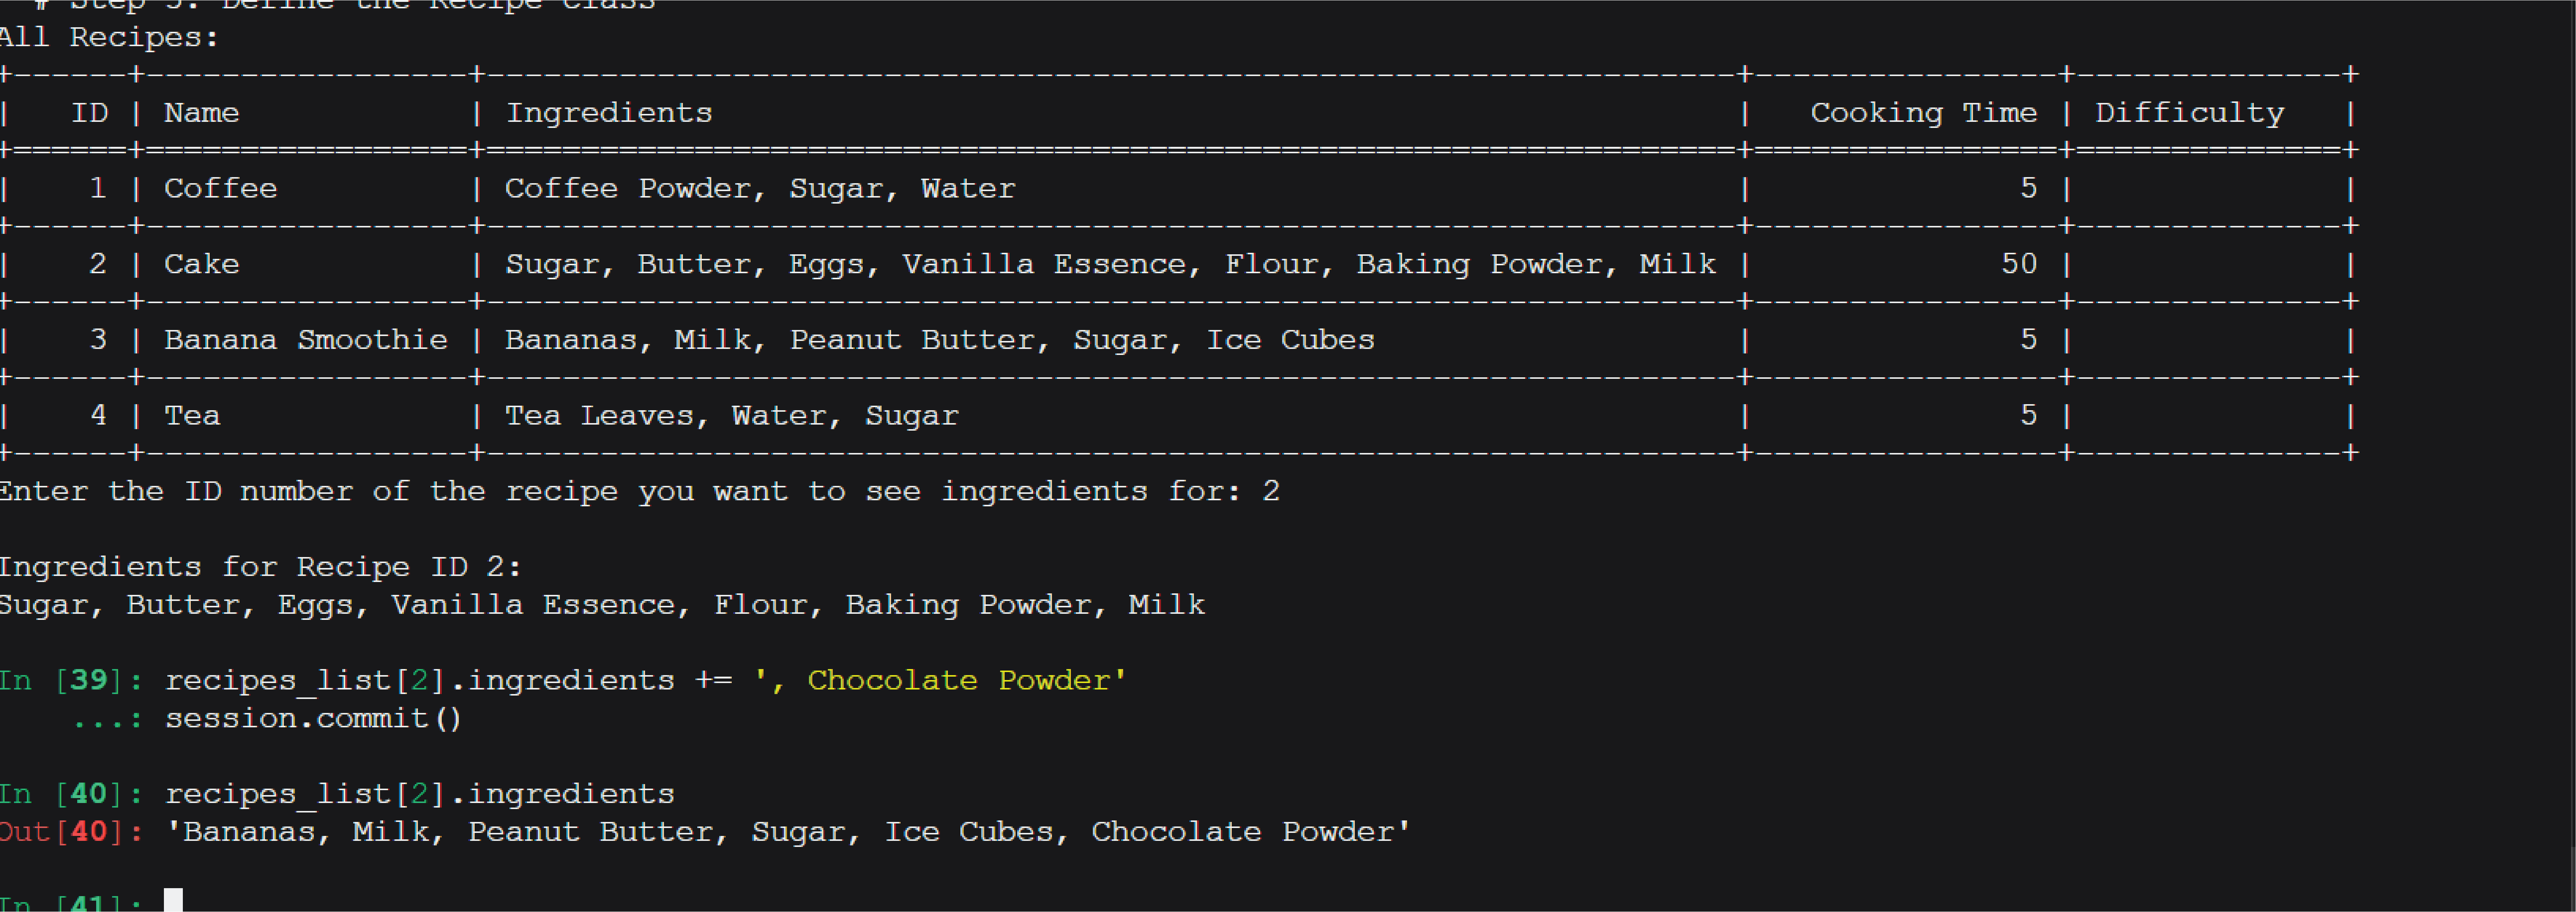 # Step 3: Define the Recipe Class
All Recipes:
+------+-----------------+------------------------------------------------------------------+----------------+--------------+
|   ID | Name            | Ingredients                                                      |   Cooking Time | Difficulty   |
+======+=================+==================================================================+================+==============+
|    1 | Coffee          | Coffee Powder, Sugar, Water                                      |              5 |              |
+------+-----------------+------------------------------------------------------------------+----------------+--------------+
|    2 | Cake            | Sugar, Butter, Eggs, Vanilla Essence, Flour, Baking Powder, Milk |             50 |              |
+------+-----------------+------------------------------------------------------------------+----------------+--------------+
|    3 | Banana Smoothie | Bananas, Milk, Peanut Butter, Sugar, Ice Cubes                   |              5 |              |
+------+-----------------+------------------------------------------------------------------+----------------+--------------+
|    4 | Tea             | Tea Leaves, Water, Sugar                                         |              5 |              |
+------+-----------------+------------------------------------------------------------------+----------------+--------------+
Enter the ID number of the recipe you want to see ingredients for: 2
Ingredients for Recipe ID 2:
Sugar, Butter, Eggs, Vanilla Essence, Flour, Baking Powder, Milk
In [39]: recipes_list[2].ingredients += ', Chocolate Powder'
    ...: session.commit()
In [40]: recipes_list[2].ingredients
Out[40]: 'Bananas, Milk, Peanut Butter, Sugar, Ice Cubes, Chocolate Powder'
In [41]: